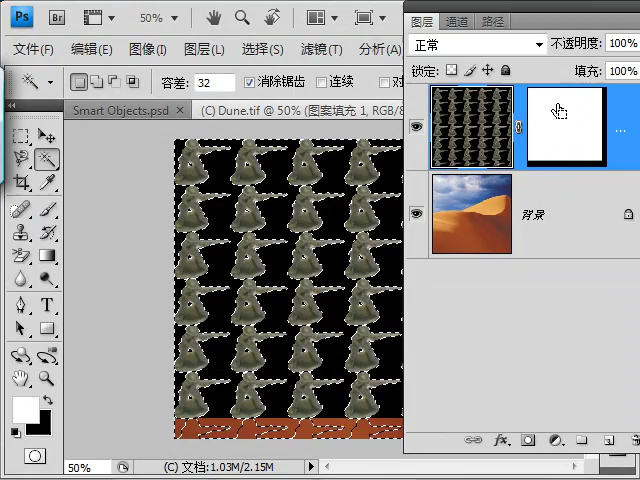 Ps Br 50%
文件(F) 编辑(E) 图像(I) 图层(L) 选择(S) 滤镜(T) 分析(A)
容差: 32 消除锯齿 连续 对
Smart Objects.psd × (C) Dune.tif @ 50% (图案填充 1, RGB/8
图层 通道 路径
正常 不透明度: 100%
锁定: 填充: 100%
...
背景
T
fx
50% (C) 文档:1.03M/2.15M